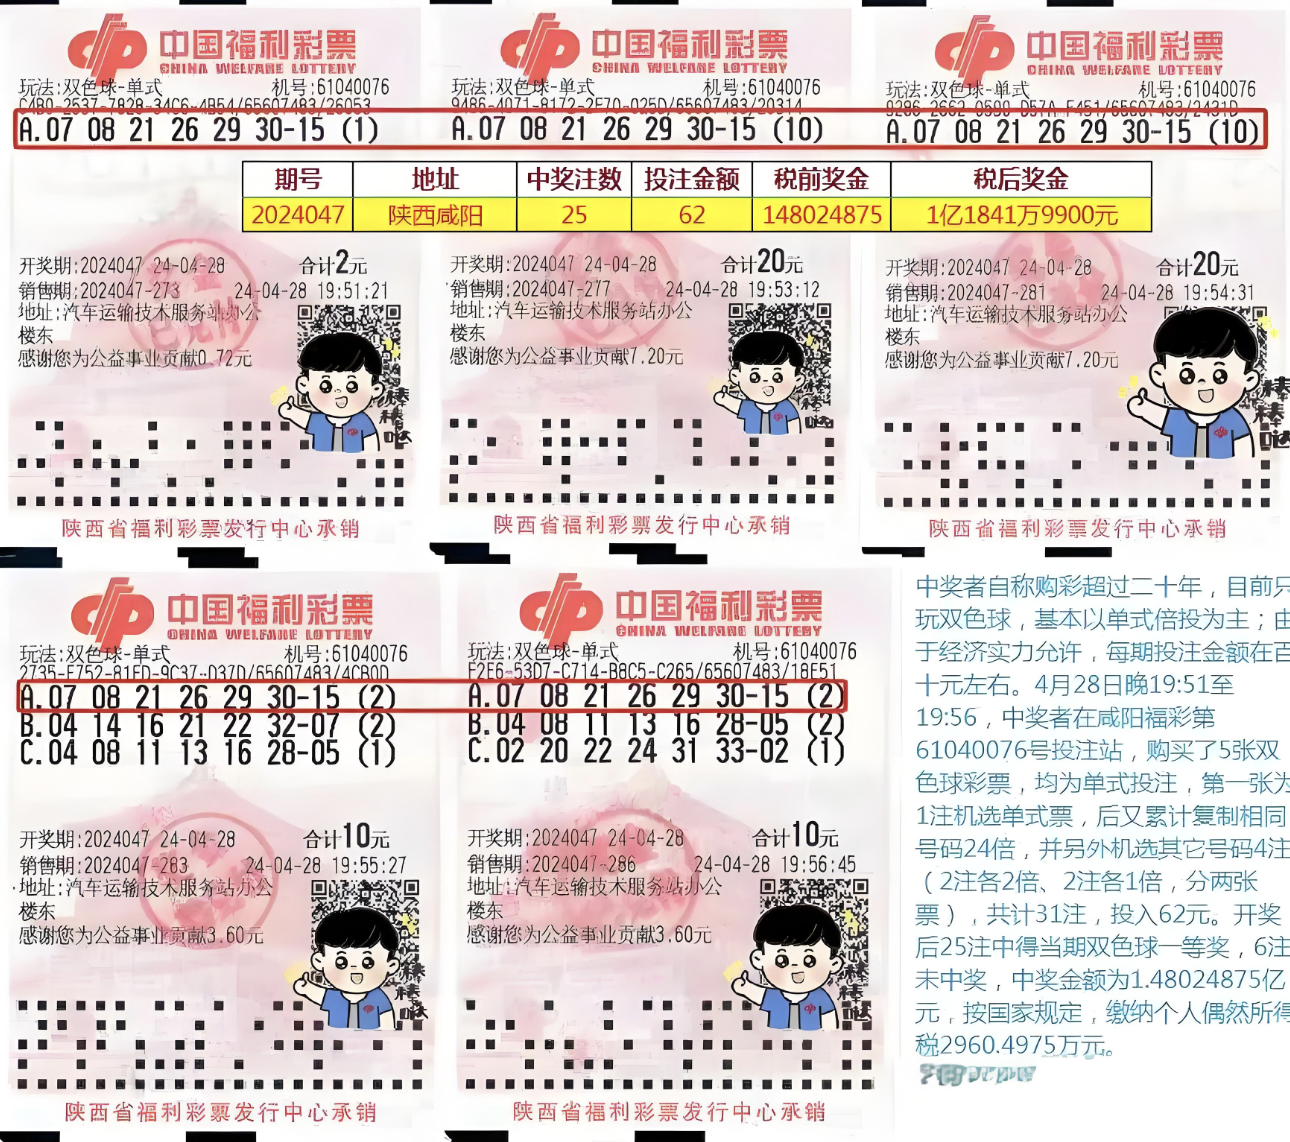 中国福利彩票
CHINA WELFARE LOTTERY
玩法:双色球-单式 机号:61040076
C4B0-2537-7828-34C6-4B54/65607483/26053
A.07 08 21 26 29 30-15 (1)
中国福利彩票
CHINA WELFARE LOTTERY
玩法:双色球-单式 机号:61040076
9486-4071-8172-2E70-025D/65607483/20314
A.07 08 21 26 29 30-15 (10)
中国福利彩票
CHINA WELFARE LOTTERY
玩法:双色球-单式 机号:61040076
A.07 08 21 26 29 30-15 (10)
期号 地址 中奖注数 投注金额 税前奖金 税后奖金
2024047 陕西咸阳 25 62 148024875 1亿1841万9900元
开奖期:2024047 24-04-28 合计2元
销售期:2024047-273 24-04-28 19:51:21
地址:汽车运输技术服务站办公
楼东
感谢您为公益事业贡献0.72元
棒棒哒
陕西省福利彩票发行中心承销
开奖期:2024047 24-04-28 合计20元
销售期:2024047-277 24-04-28 19:53:12
地址:汽车运输技术服务站办公
楼东
感谢您为公益事业贡献7.20元
陕西省福利彩票发行中心承销
开奖期:2024047 24-04-28 合计20元
销售期:2024047-281 24-04-28 19:54:31
地址:汽车运输技术服务站办公
楼东
感谢您为公益事业贡献7.20元
棒棒哒
陕西省福利彩票发行中心承销
中国福利彩票
CHINA WELFARE LOTTERY
玩法:双色球-单式 机号:61040076
2735-E752-81ED-9C37-D37D/65607483/4CB0D
A.07 08 21 26 29 30-15 (2)
B.04 14 16 21 22 32-07 (2)
C.04 08 11 13 16 28-05 (1)
开奖期:2024047 24-04-28 合计10元
销售期:2024047-283 24-04-28 19:55:27
地址:汽车运输技术服务站办公
楼东
感谢您为公益事业贡献3.60元
棒棒哒
陕西省福利彩票发行中心承销
中国福利彩票
CHINA WELFARE LOTTERY
玩法:双色球-单式 机号:61040076
F2F6-53D7-C714-B8C5-C265/65607483/18E51
A.07 08 21 26 29 30-15 (2)
B.04 08 11 13 16 28-05 (2)
C.02 20 22 24 31 33-02 (1)
开奖期:2024047 24-04-28 合计10元
销售期:2024047-286 24-04-28 19:56:45
地址:汽车运输技术服务站办公
楼东
感谢您为公益事业贡献3.60元
棒棒哒
陕西省福利彩票发行中心承销
中奖者自称购彩超过二十年，目前只
玩双色球，基本以单式倍投为主；由
于经济实力允许，每期投注金额在百
十元左右。4月28日晚19:51至
19:56，中奖者在咸阳福彩第
61040076号投注站，购买了5张双
色球彩票，均为单式投注，第一张为
1注机选单式票，后又累计复制相同
号码24倍，并另外机选其它号码4注
（2注各2倍、2注各1倍，分两张
票），共计31注，投入62元。开奖
后25注中得当期双色球一等奖，6注
未中奖，中奖金额为1.48024875亿
元，按国家规定，缴纳个人偶然所得
税2960.4975万元。